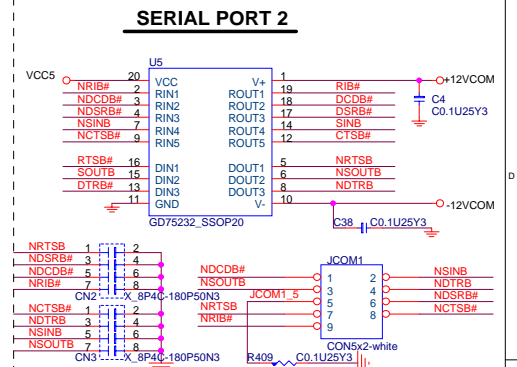 SERIAL PORT 2
U5
VCC5 20 VCC V+ 1 +12VCOM
NRIB# 2 RIN1 ROUT1 19 RIB#
NDCDB# 3 RIN2 ROUT2 18 DCDB#
NDSRB# 4 RIN3 ROUT3 17 DSRB#
NSINB 7 RIN4 ROUT4 14 SINB
NCTSB# 9 RIN5 ROUT5 12 CTSB#
C4
C0.1U25Y3
RTSB# 16 DIN1 DOUT1 5 NRTSB
SOUTB 15 DIN2 DOUT2 6 NSOUTB
DTRB# 13 DIN3 DOUT3 8 NDTRB
11 GND V- 10 -12VCOM
GD75232_SSOP20
C38 C0.1U25Y3
D
NRTSB 1 2
NDSRB# 3 4
NDCDB# 5 6
NRIB# 7 8
CN2 X_8P4C-180P50N3
NCTSB# 1 2
NDTRB 3 4
NSINB 5 6
NSOUTB 7 8
CN3 X_8P4C-180P50N3
JCOM1
NDCDB# 1 2 NSINB
NSOUTB 3 4 NDTRB
JCOM1_5 5 6 NDSRB#
NRTSB 7 8 NCTSB#
NRIB# 9
CON5x2-white
R409 C0.1U25Y3